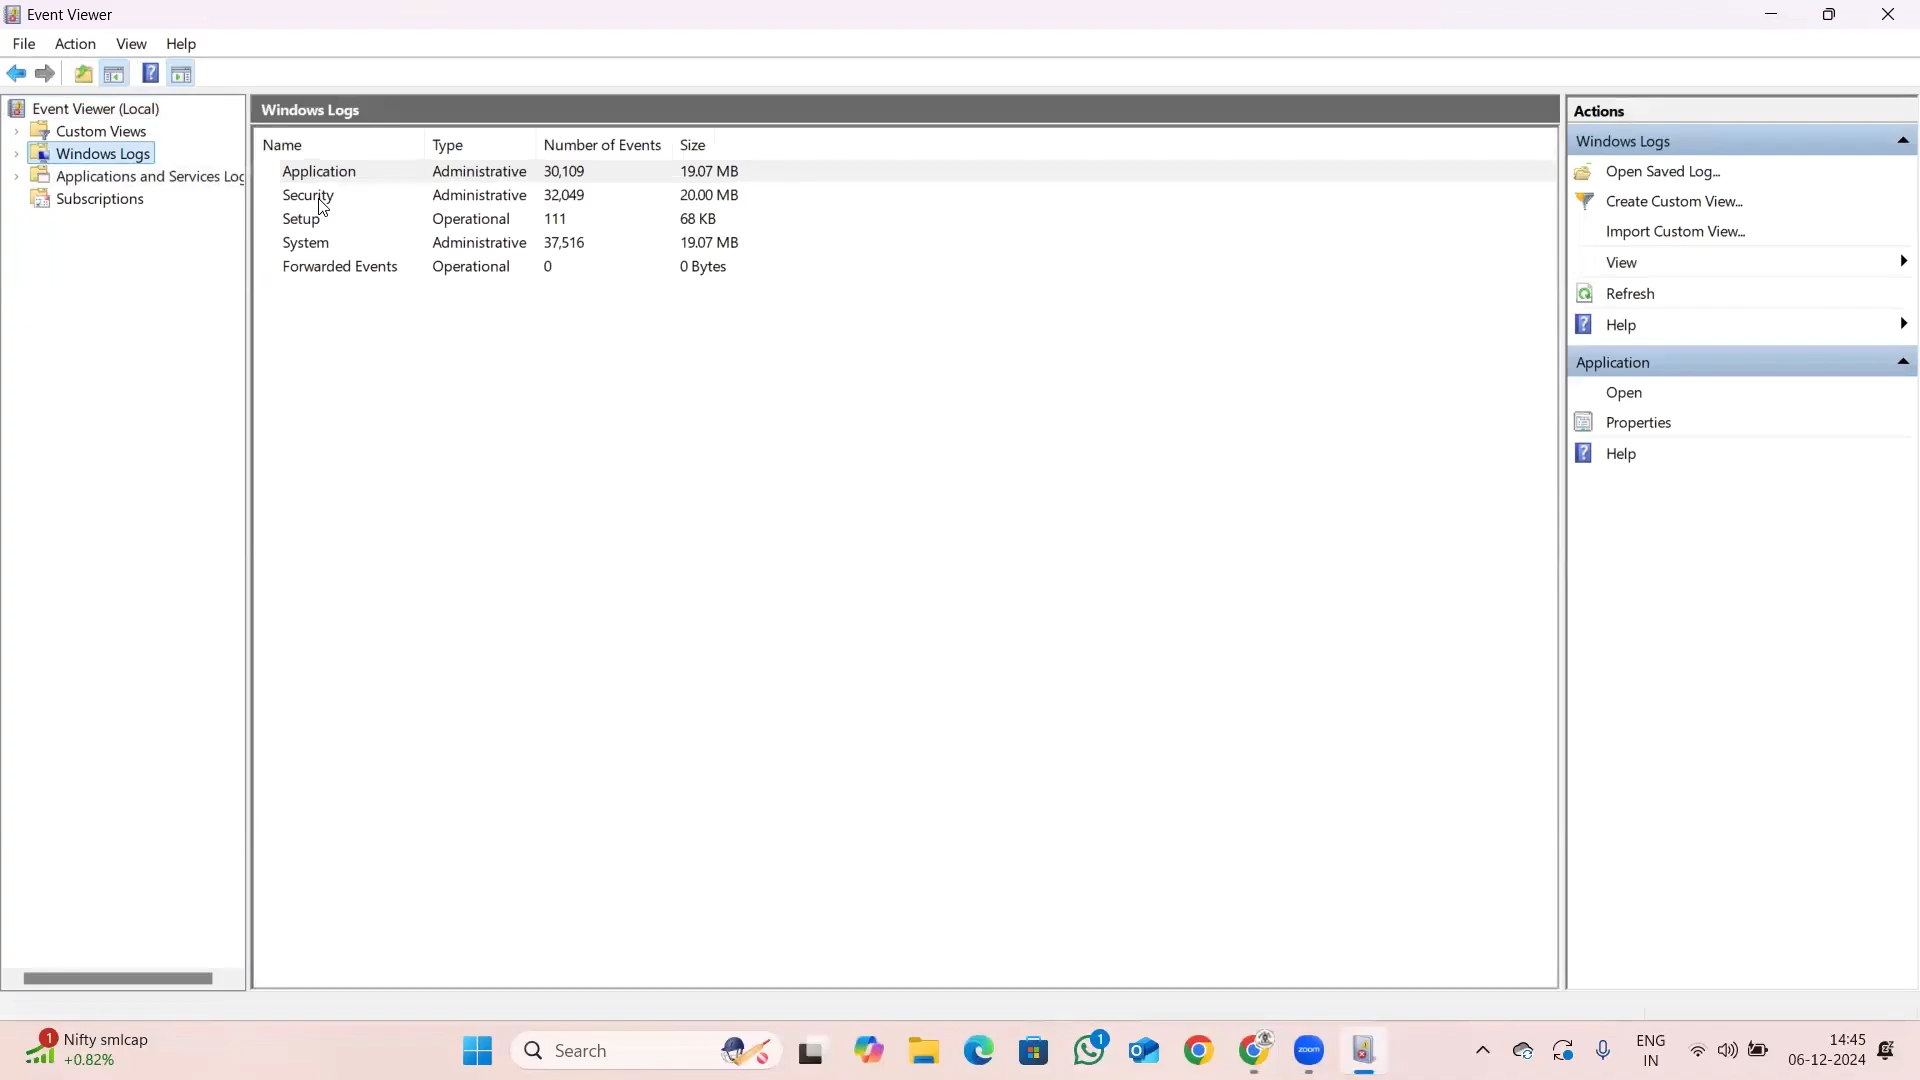 Event Viewer
File Action View Help
Event Viewer (Local)
Custom Views
Windows Logs
Applications and Services Log
Subscriptions
Windows Logs
Name Type Number of Events Size
Application Administrative 30,109 19.07 MB
Security Administrative 32,049 20.00 MB
Setup Operational 111 68 KB
System Administrative 37,516 19.07 MB
Forwarded Events Operational 0 0 Bytes
Actions
Windows Logs
Open Saved Log...
Create Custom View...
Import Custom View...
View
Refresh
Help
Application
Open
Properties
Help
1
Nifty smlcap
+0.82%
Search
1
zoom
ENG
IN
14:45
06-12-2024